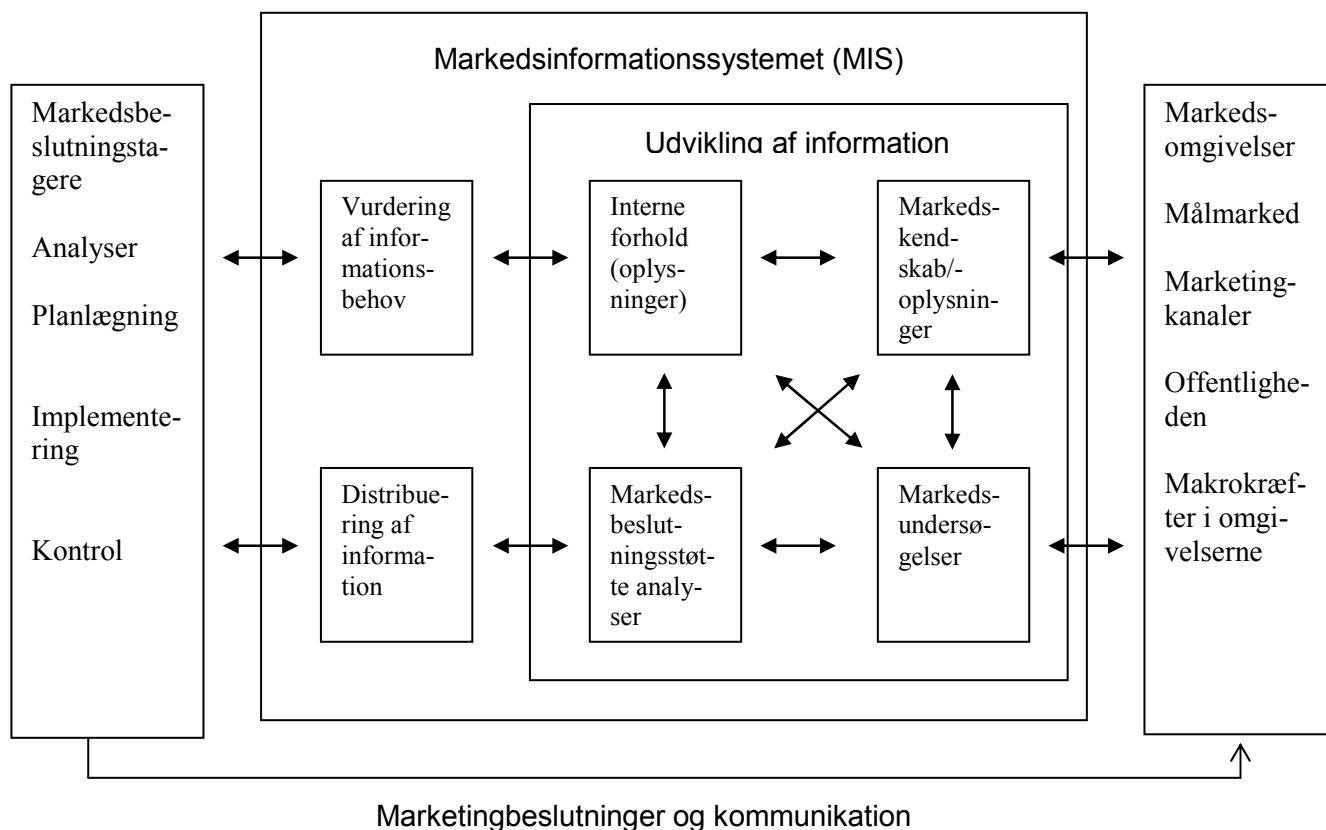 Markedsinformationssystemet (MIS)
Markedsbe-
slutningsta-
gere
Analyser
Planlægning
Implemente-
ring
Kontrol
Udvikling af information
Vurdering
af infor-
mations-
behov
Interne
forhold
(oplys-
ninger)
Markeds-
kend-
skab/-
oplysnin-
ger
Distribue-
ring af
informa-
tion
Markeds-
beslut-
ningsstøt-
te analy-
ser
Markeds-
undersø-
gelser
Markeds-
omgivelser
Målmarked
Marketing-
kanaler
Offentlighe-
den
Makrokræf-
ter i omgi-
velserne
Marketingbeslutninger og kommunikation